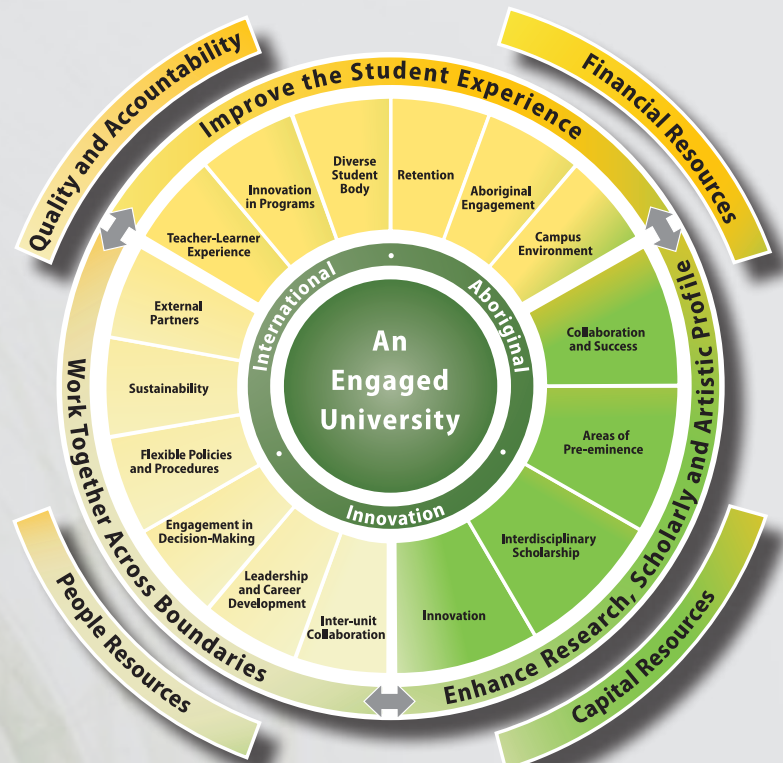 Quality and Accountability
Financial Resources
Improve the Student Experience
Teacher-Learner
Experience
Innovation
in Programs
Diverse
Student
Body
Retention
Aboriginal
Engagement
Campus
Environment
International
Aboriginal
Innovation
An
Engaged
University
Work Together Across Boundaries
External
Partners
Sustainability
Flexible Policies
and Procedures
Engagement in
Decision-Making
Leadership
and Career
Development
Inter-unit
Collaboration
Enhance Research, Scholarly and Artistic Profile
Collaboration
and Success
Areas of
Pre-eminence
Interdisciplinary
Scholarship
Innovation
People Resources
Capital Resources